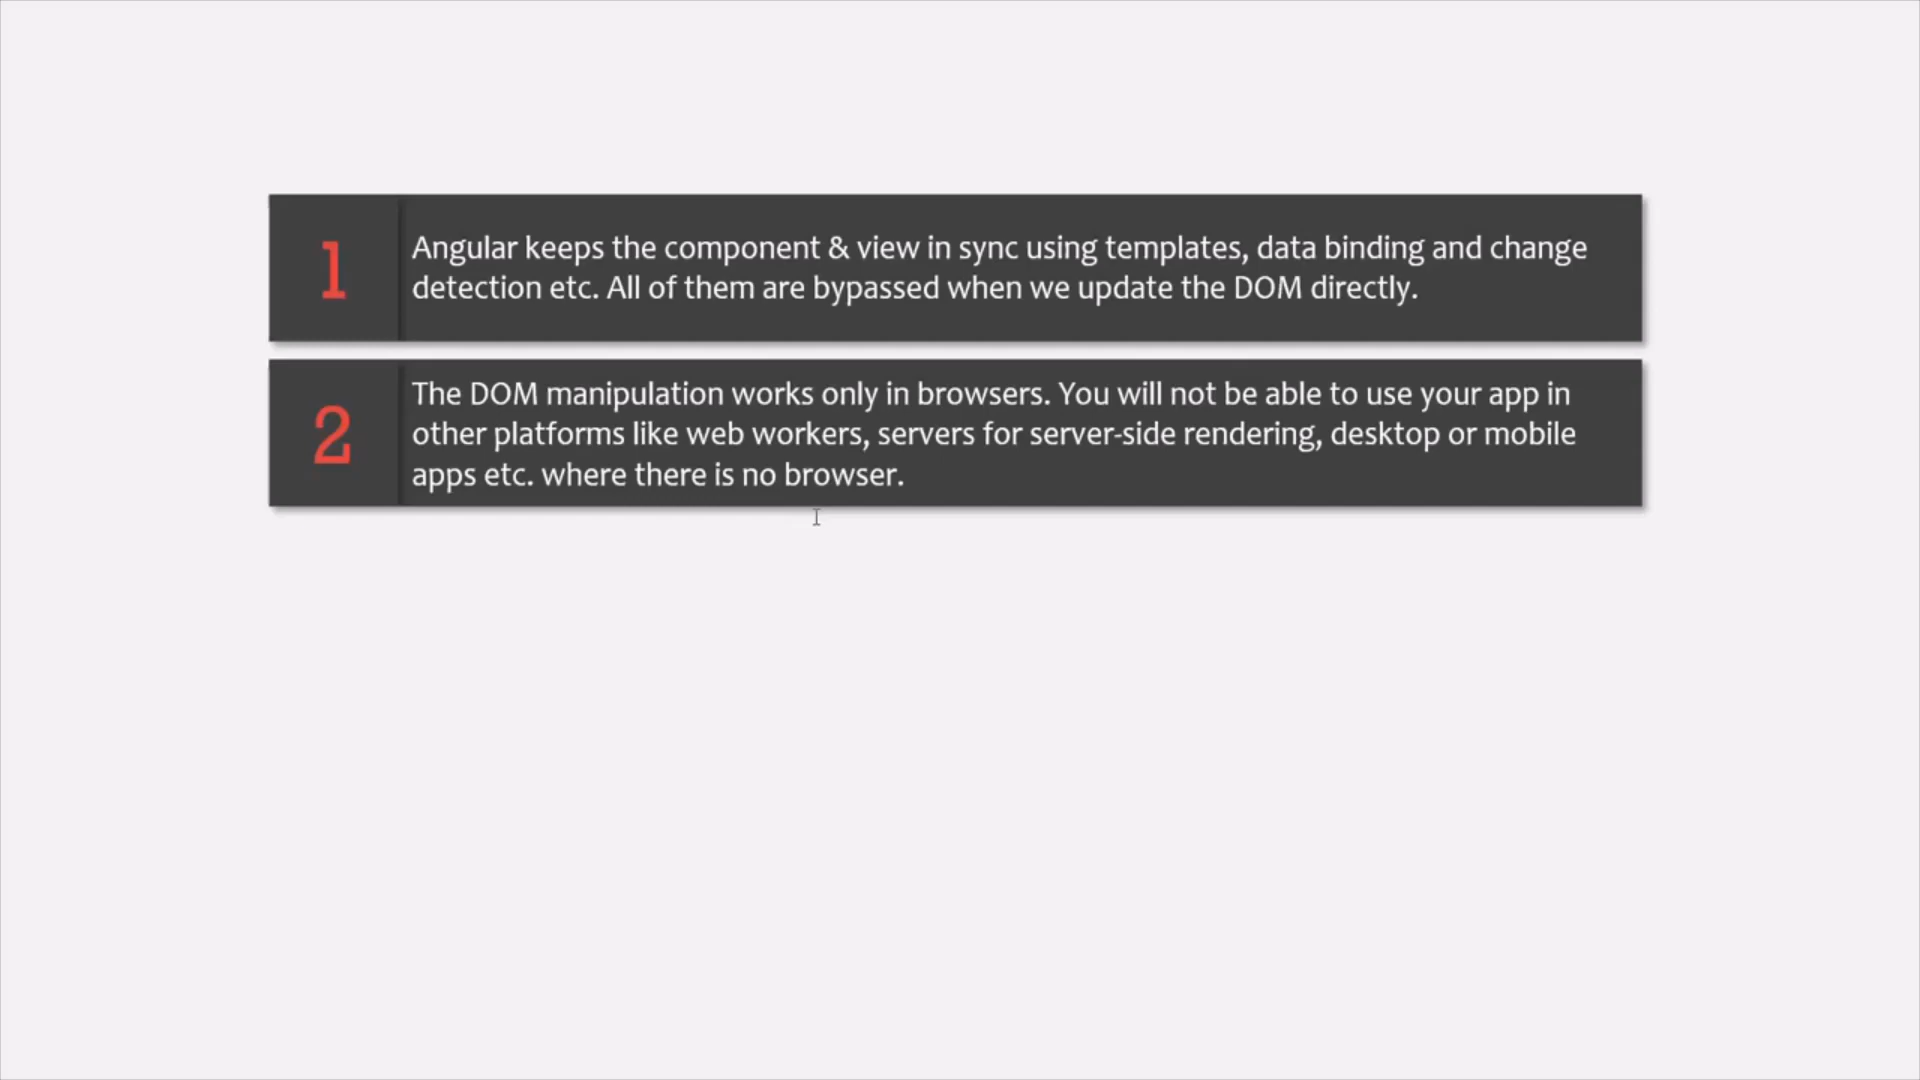 1
Angular keeps the component & view in sync using templates, data binding and change
detection etc. All of them are bypassed when we update the DOM directly.
2
The DOM manipulation works only in browsers. You will not be able to use your app in
other platforms like web workers, servers for server-side rendering, desktop or mobile
apps etc. where there is no browser.